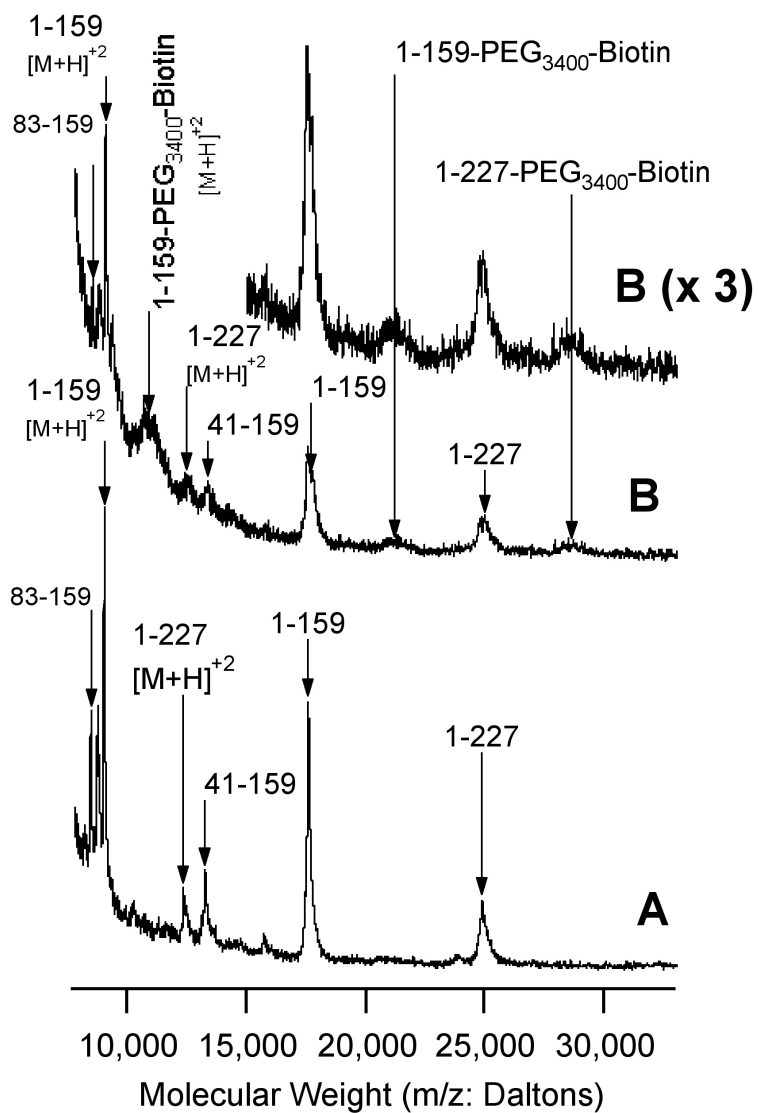 1-159
[M+H]+2
83-159
1-159-PEG3400-Biotin
[M+H]+2
1-159-PEG3400-Biotin
1-227-PEG3400-Biotin
B (x 3)
1-227
[M+H]+2
1-159
[M+H]+2
1-159
41-159
1-227
B
83-159
1-227
[M+H]+2
1-159
1-227
41-159
A
10,000 15,000 20,000 25,000 30,000
Molecular Weight (m/z: Daltons)